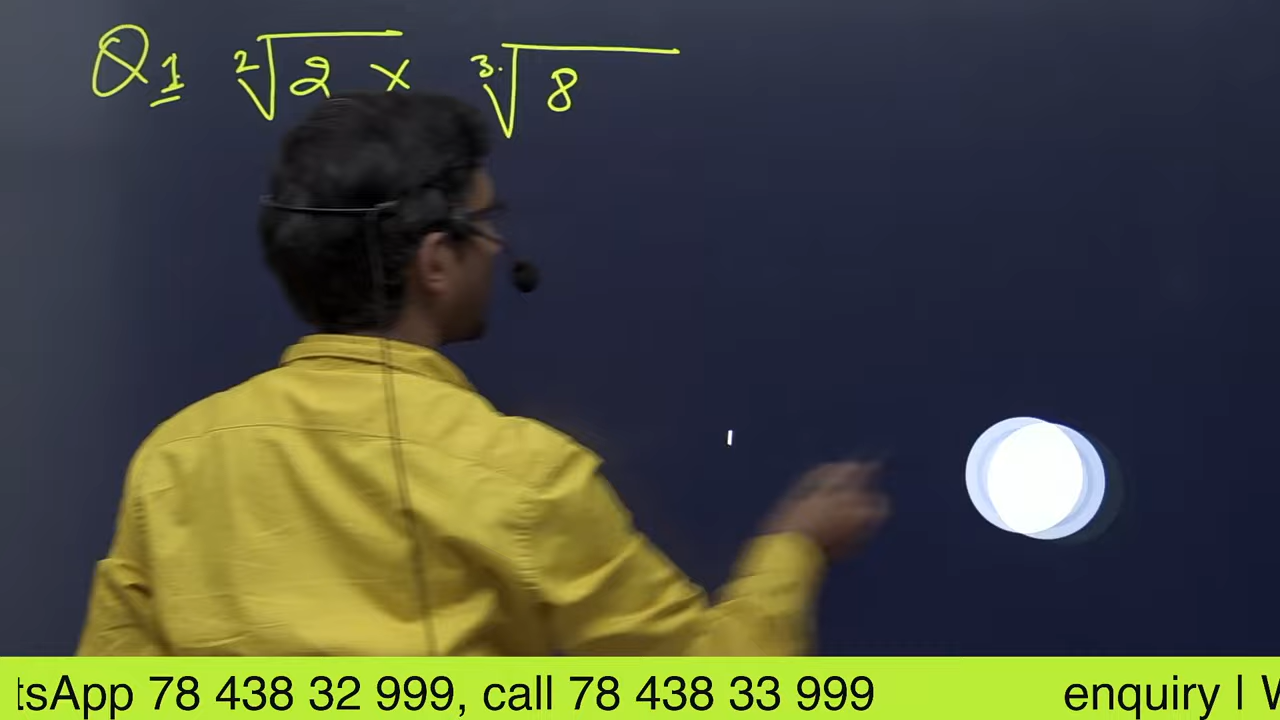 Q1 ²√2 × ³√8
tsApp 78 438 32 999, call 78 438 33 999 enquiry | W